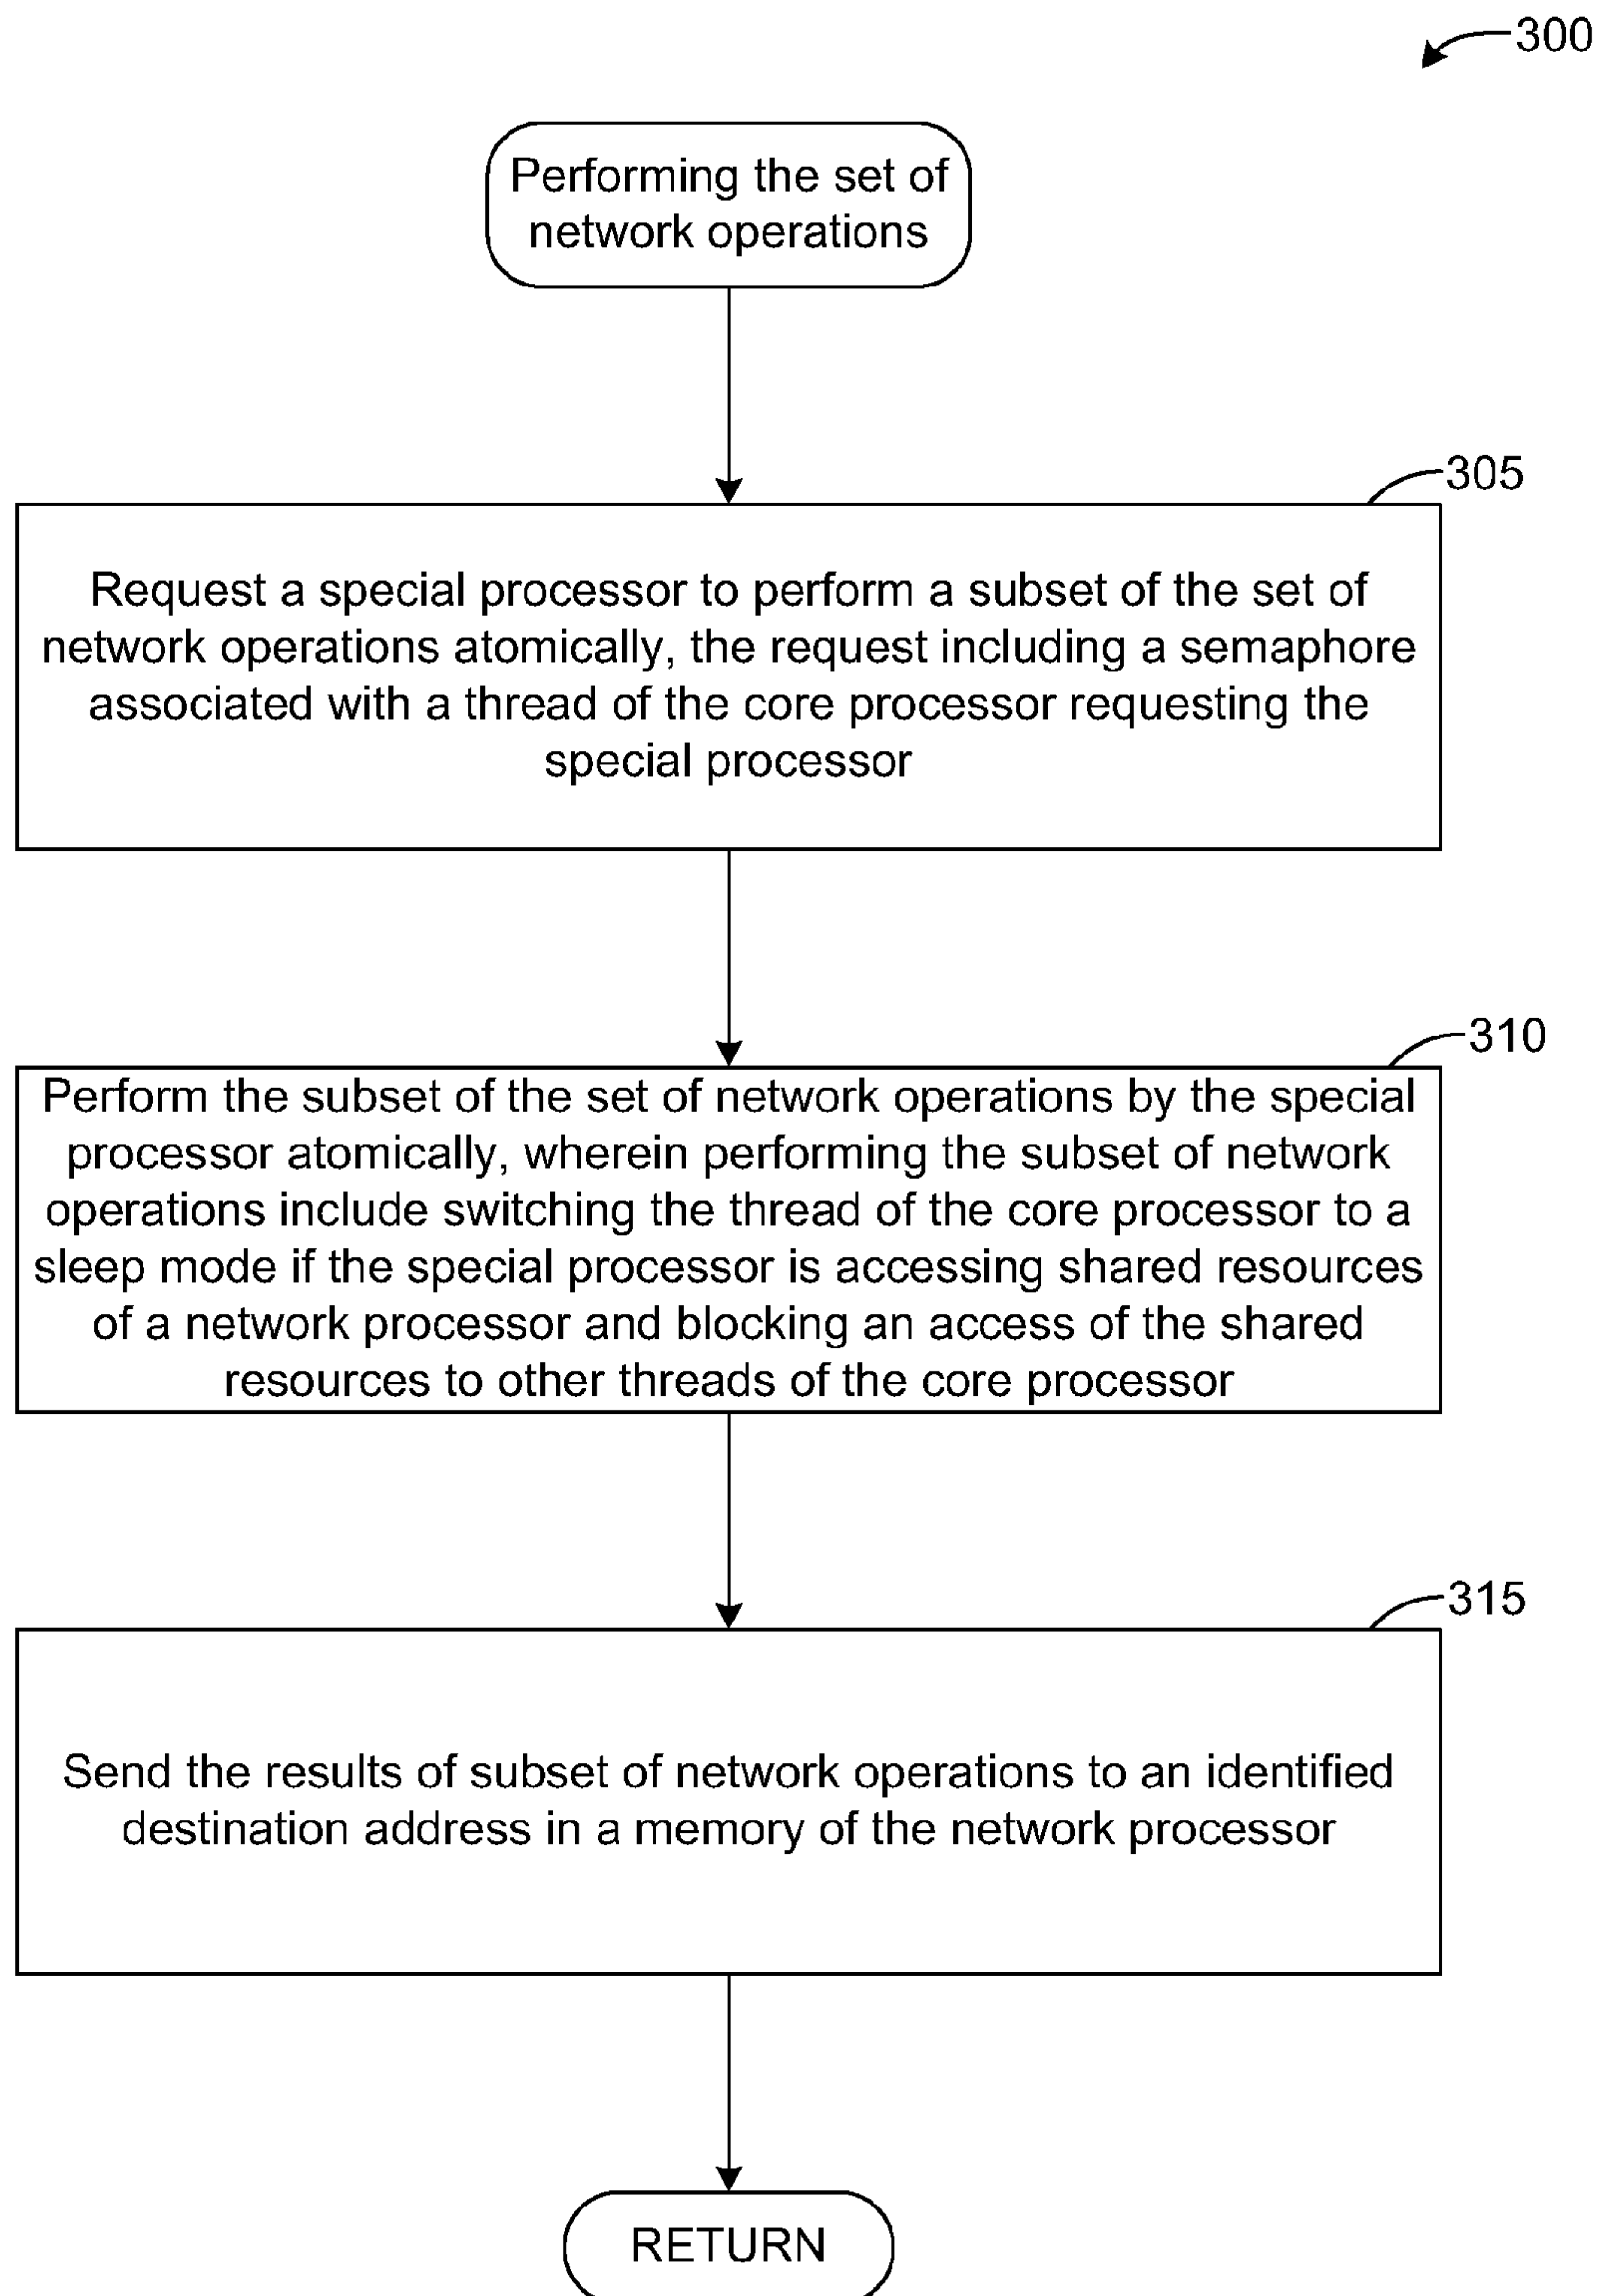 300
Performing the set of
network operations
305
Request a special processor to perform a subset of the set of
network operations atomically, the request including a semaphore
associated with a thread of the core processor requesting the
special processor
310
Perform the subset of the set of network operations by the special
processor atomically, wherein performing the subset of network
operations include switching the thread of the core processor to a
sleep mode if the special processor is accessing shared resources
of a network processor and blocking an access of the shared
resources to other threads of the core processor
315
Send the results of subset of network operations to an identified
destination address in a memory of the network processor
RETURN